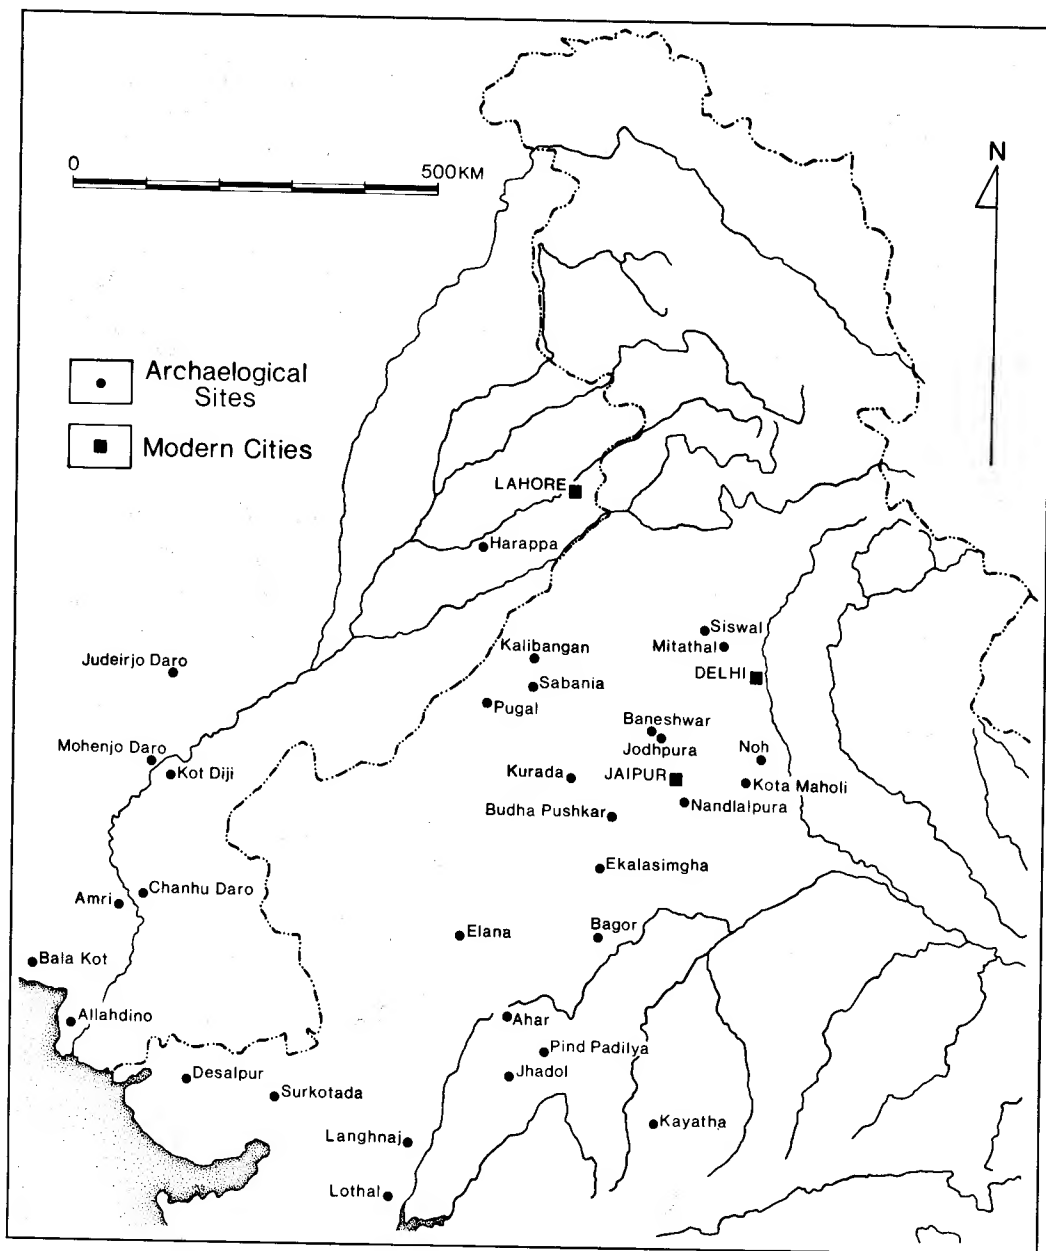 0
500KM
N
Archaelogical
Sites
Modern Cities
LAHORE
Harappa
Siswal
Kalibangan
Mitathal
Judeirjo Daro
DELHI
Sabania
Pugal
Baneshwar
Mohenjo Daro
Jodhpura
Noh
Kot Diji
Kurada
JAIPUR
Kota Maholi
Budha Pushkar
Nandlalpura
Ekalasimgha
Chanhu Daro
Amri
Elana
Bagor
Bala Kot
Allahdino
Ahar
Pind Padilya
Desalpur
Jhadol
Surkotada
Kayatha
Langhnaj
Lothal